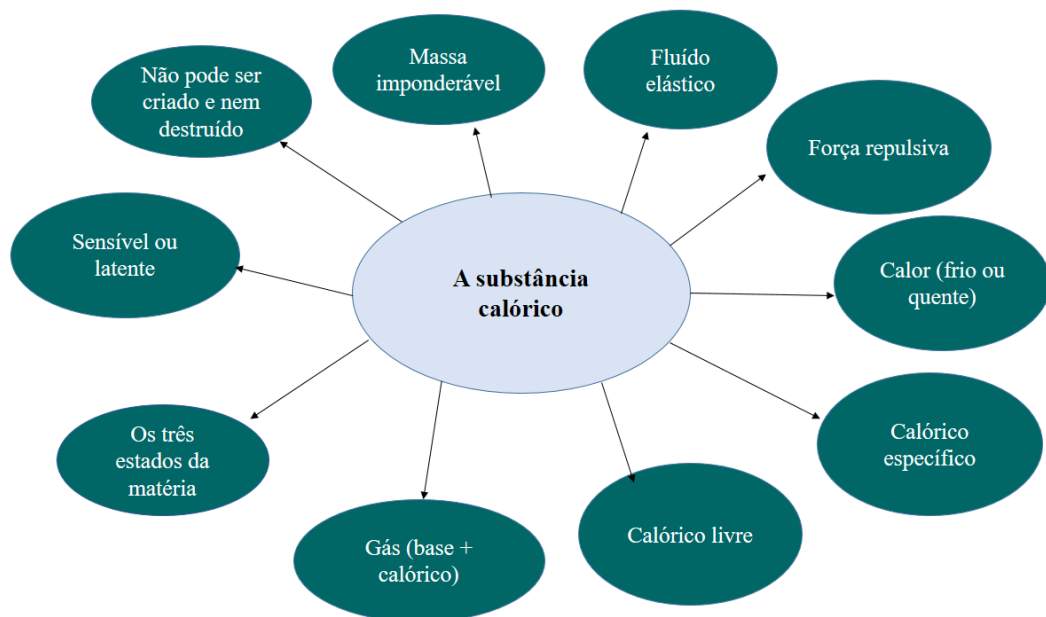 Não pode ser
criado e nem
destruído
Massa
imponderável
Fluído
elástico
Força repulsiva
Sensível ou
latente
A substância
calórico
Calor (frio ou
quente)
Os três
estados da
matéria
Calórico
específico
Gás (base +
calórico)
Calórico livre